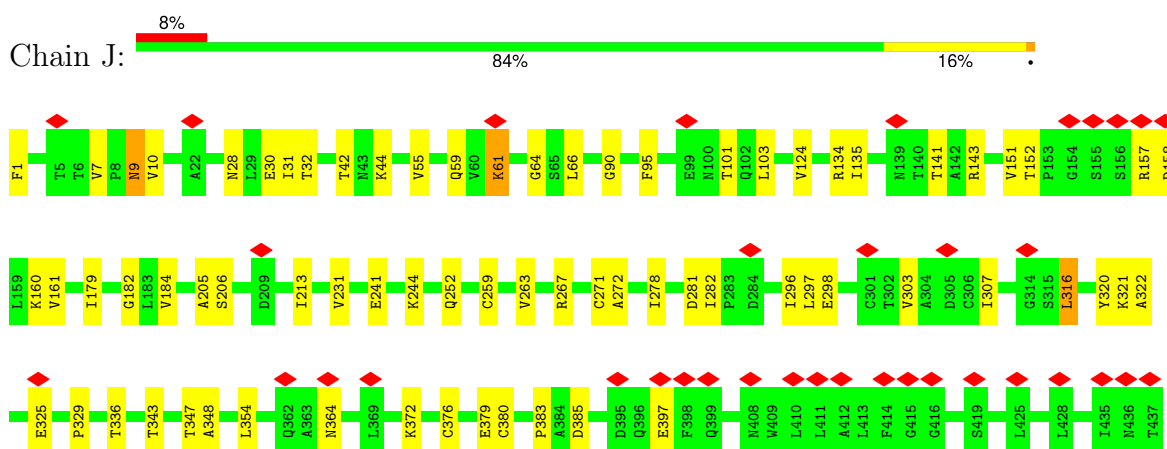 8%
Chain J:
84%
16%
•
F1 T5 T6 V7 P8 N9 V10 A22 N28 L29 E30 I31 T32 T42 N43 K44 V55 Q59 V60 K61 G64 S65 L66 G90 F95 E99 N100 T101 Q102 L103 V124 R134 I135 N139 T140 T141 A142 R143 V151 T152 P153 G154 S155 S156 R157
L159 K160 V161 I179 G182 L183 V184 A205 S206 D209 I213 V231 E241 K244 Q252 C259 V263 R267 C271 A272 I278 D281 I282 P283 D284 I296 L297 E298 C301 T302 V303 A304 D305 C306 I307 G314 S315 L316 Y320 K321 A322
E325 P329 T336 T343 T347 A348 L354 Q362 A363 N364 L369 K372 C376 E379 C380 P383 A384 D385 D395 Q396 E397 F398 Q399 N408 W409 L410 L411 A412 L413 F414 G415 G416 S419 L425 L428 I435 N436 T437